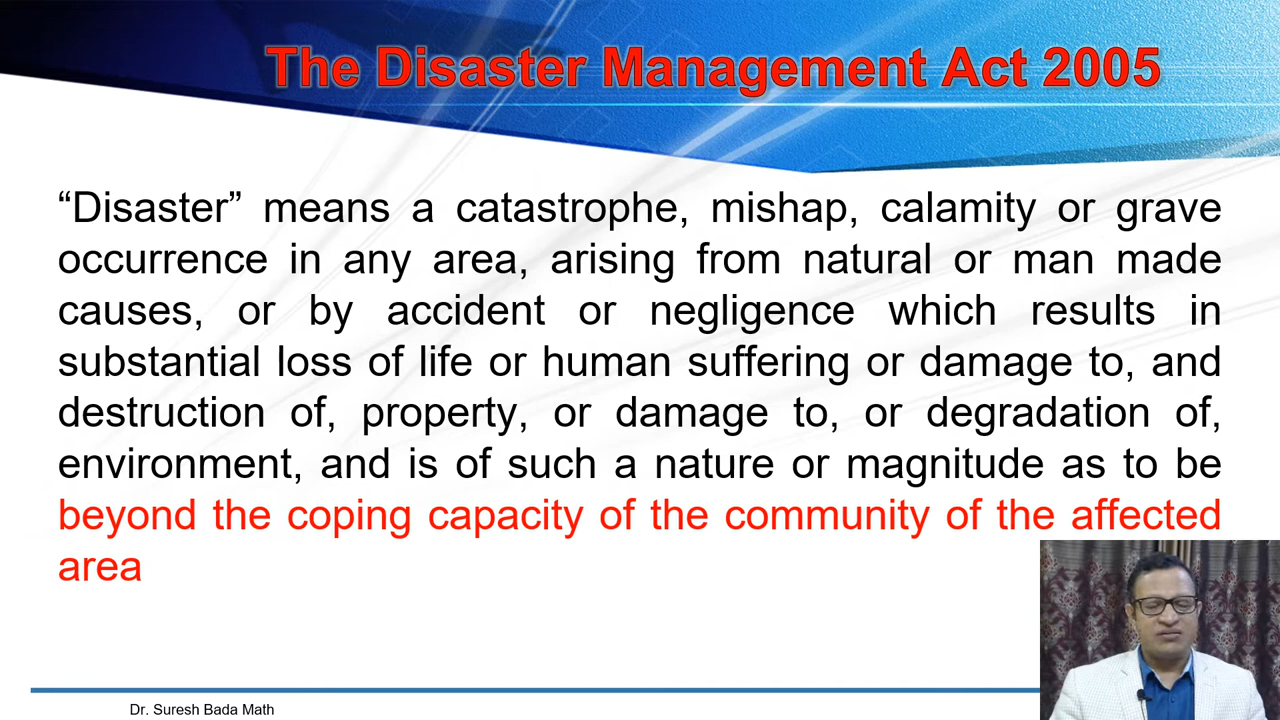 The Disaster Management Act 2005
“Disaster” means a catastrophe, mishap, calamity or grave
occurrence in any area, arising from natural or man made
causes, or by accident or negligence which results in
substantial loss of life or human suffering or damage to, and
destruction of, property, or damage to, or degradation of,
environment, and is of such a nature or magnitude as to be
beyond the coping capacity of the community of the affected
area
Dr. Suresh Bada Math